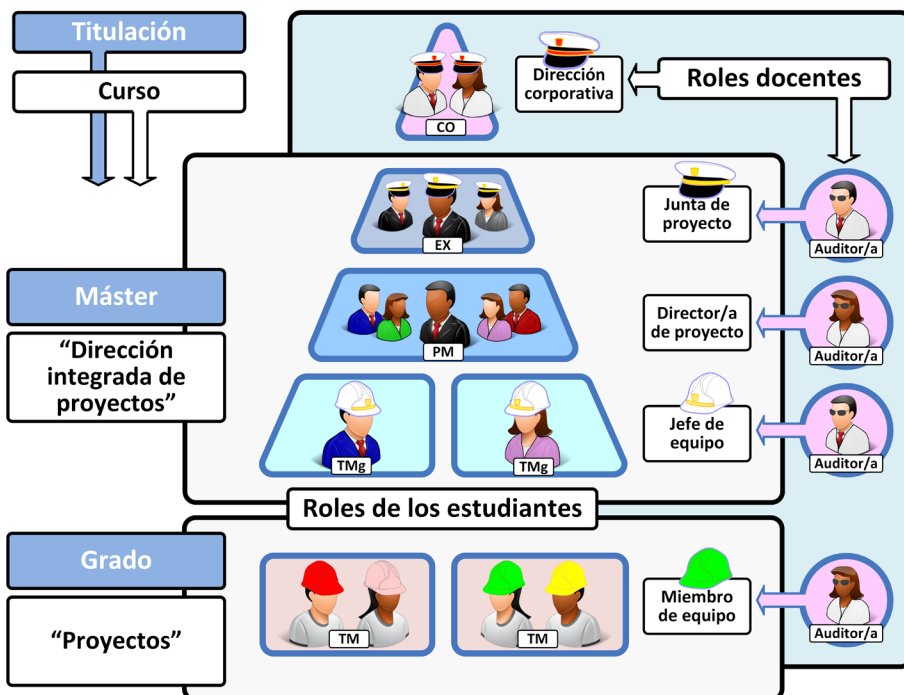 Titulación
Curso
CO
Dirección
corporativa
Roles docentes
EX
Junta de
proyecto
Auditor/a
Máster
“Dirección
integrada de
proyectos”
PM
Director/a
de proyecto
Auditor/a
TMg
TMg
Jefe de
equipo
Auditor/a
Roles de los estudiantes
Grado
“Proyectos”
TM
TM
Miembro
de equipo
Auditor/a